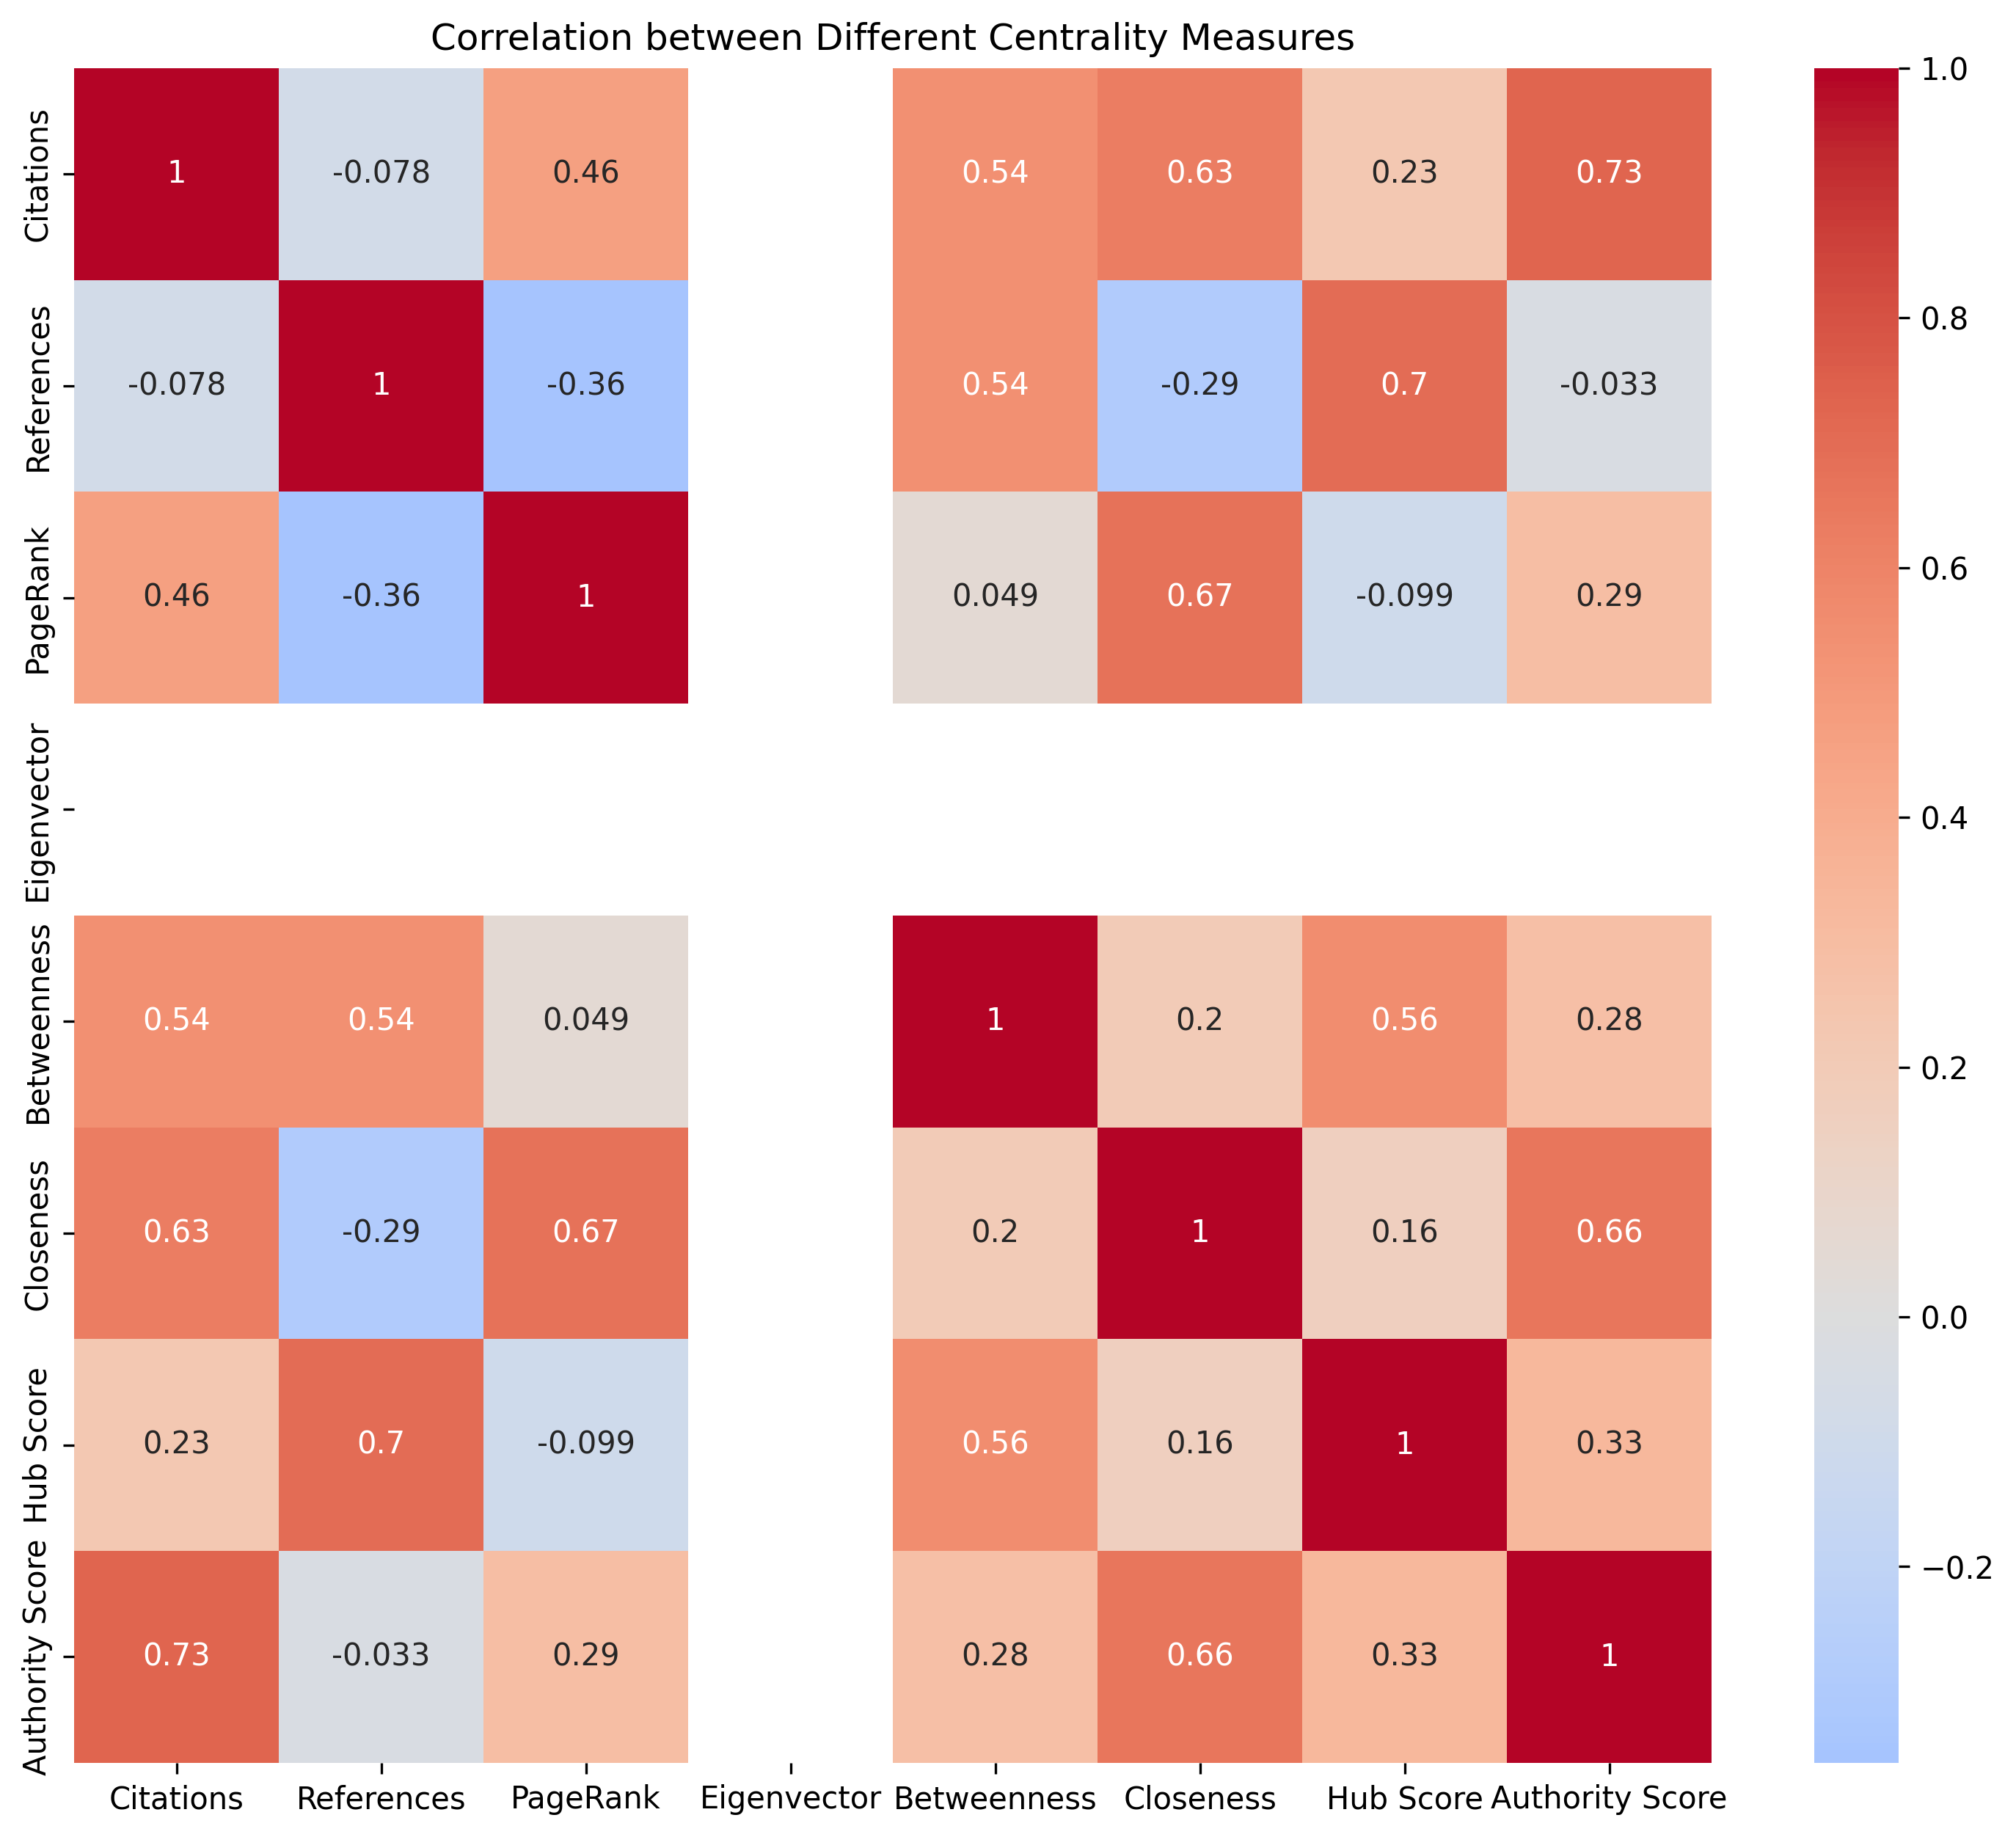 Correlation between Different Centrality Measures
Citations 1 -0.078 0.46 0.54 0.63 0.23 0.73
References -0.078 1 -0.36 0.54 -0.29 0.7 -0.033
PageRank 0.46 -0.36 1 0.049 0.67 -0.099 0.29
Eigenvector
Betweenness 0.54 0.54 0.049 1 0.2 0.56 0.28
Closeness 0.63 -0.29 0.67 0.2 1 0.16 0.66
Hub Score 0.23 0.7 -0.099 0.56 0.16 1 0.33
Authority Score 0.73 -0.033 0.29 0.28 0.66 0.33 1
Citations References PageRank Eigenvector Betweenness Closeness Hub Score Authority Score
1.0
0.8
0.6
0.4
0.2
0.0
−0.2